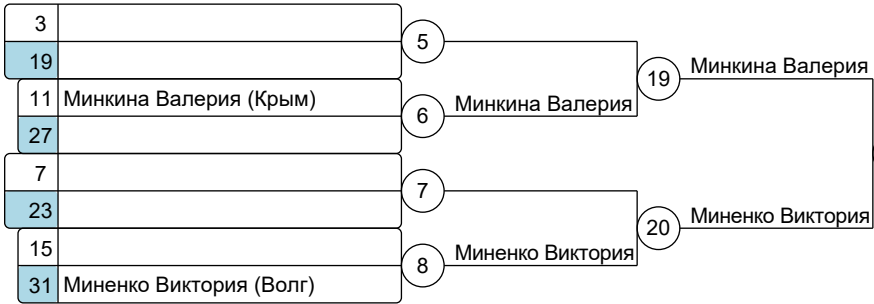 3
5
19
19 Минкина Валерия
11 Минкина Валерия (Крым)
6 Минкина Валерия
27
7
7
23
20 Миненко Виктория
15
8 Миненко Виктория
31 Миненко Виктория (Волг)